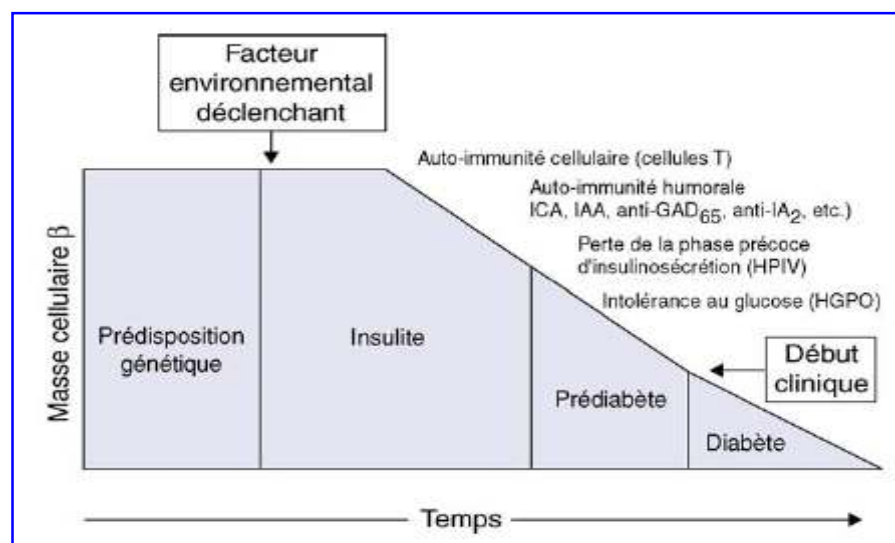 Facteur
environnemental
déclenchant
Auto-immunité cellulaire (cellules T)
Auto-immunité humorale
ICA, IAA, anti-GAD65, anti-IA2, etc.)
Perte de la phase précoce
d'insulinosécrétion (HPIV)
Intolérance au glucose (HGPO)
Masse cellulaire β
Prédisposition
génétique
Insulite
Prédiabète
Début
clinique
Diabète
Temps